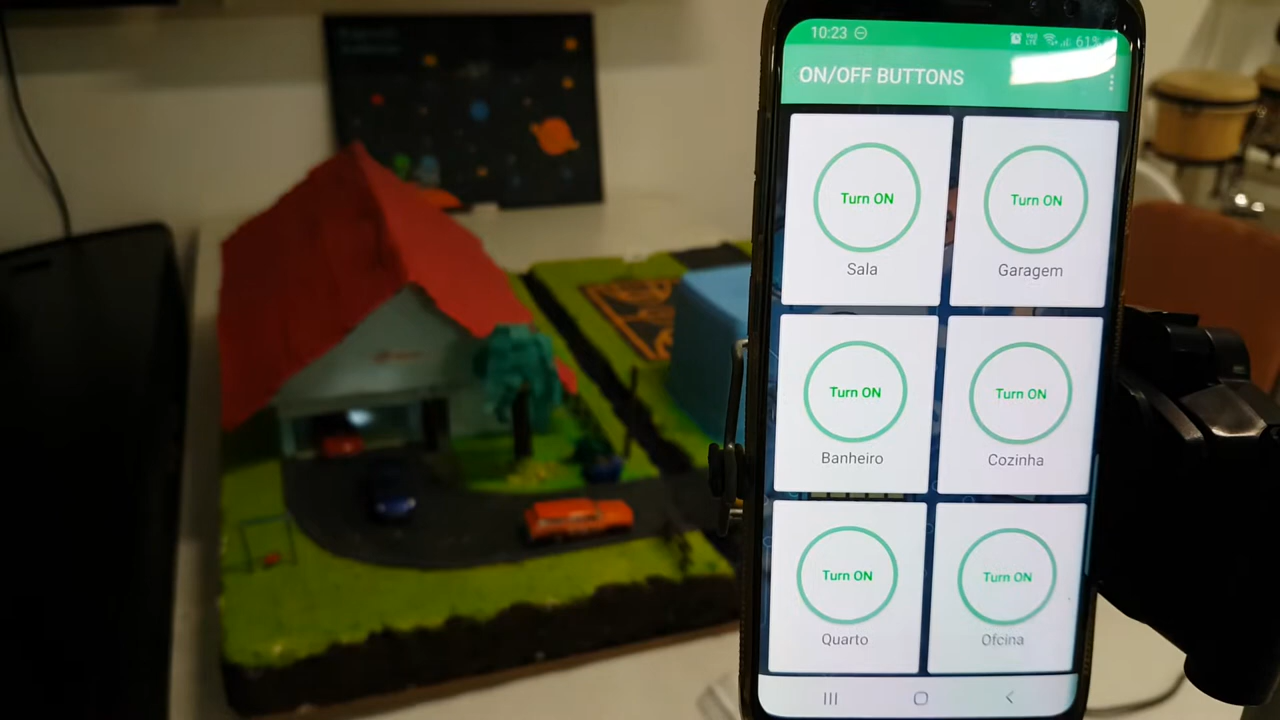 10:23 61%
ON/OFF BUTTONS
Turn ON Turn ON
Sala Garagem
Turn ON Turn ON
Banheiro Cozinha
Turn ON Turn ON
Quarto Ofcina